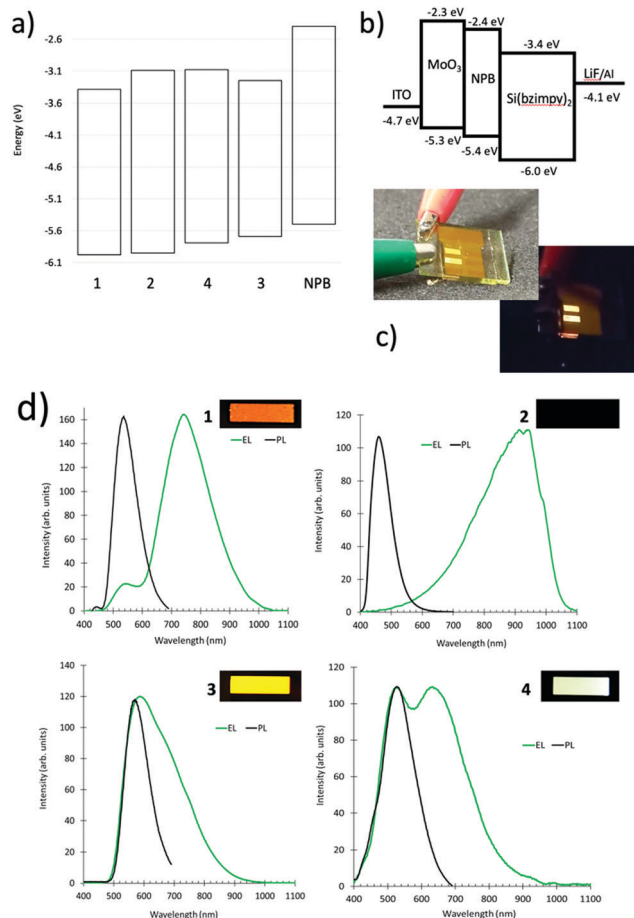 a)
Energy (eV)
-2.6
-3.1
-3.6
-4.1
-4.6
-5.1
-5.6
-6.1
1 2 4 3 NPB
b)
-2.3 eV
-2.4 eV
-3.4 eV
MoO₃
NPB
Si(bzimpy)₂
LiF/Al
-4.1 eV
ITO
-4.7 eV
-5.3 eV
-5.4 eV
-6.0 eV
c)
d)
1
EL PL
Intensity (arb. units)
160
140
120
100
80
60
40
20
0
400 500 600 700 800 900 1000 1100
Wavelength (nm)
2
EL PL
Intensity (arb. units)
120
100
80
60
40
20
0
400 500 600 700 800 900 1000 1100
Wavelength (nm)
3
EL PL
Intensity (arb. units)
140
120
100
80
60
40
20
0
400 500 600 700 800 900 1000 1100
Wavelength (nm)
4
EL PL
Intensity (arb. units)
120
100
80
60
40
20
0
400 500 600 700 800 900 1000 1100
Wavelength (nm)